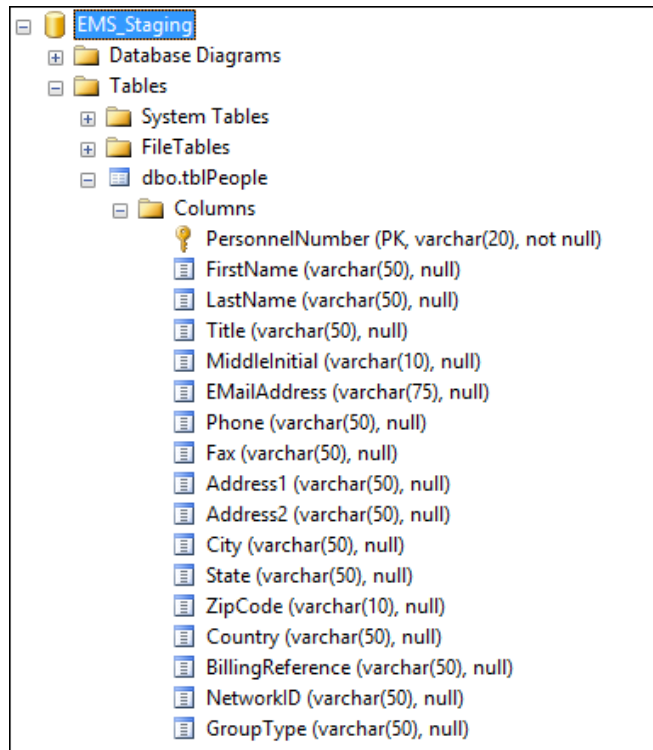 EMS_Staging
Database Diagrams
Tables
System Tables
FileTables
dbo.tblPeople
Columns
PersonnelNumber (PK, varchar(20), not null)
FirstName (varchar(50), null)
LastName (varchar(50), null)
Title (varchar(50), null)
MiddleInitial (varchar(10), null)
EMailAddress (varchar(75), null)
Phone (varchar(50), null)
Fax (varchar(50), null)
Address1 (varchar(50), null)
Address2 (varchar(50), null)
City (varchar(50), null)
State (varchar(50), null)
ZipCode (varchar(10), null)
Country (varchar(50), null)
BillingReference (varchar(50), null)
NetworkID (varchar(50), null)
GroupType (varchar(50), null)